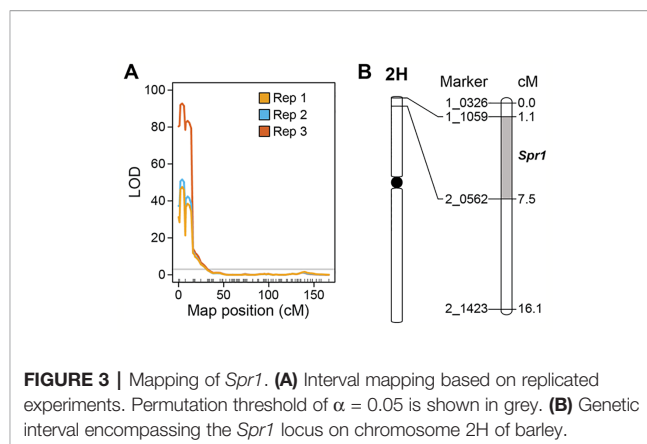 A
B
2H
Marker
cM
Rep 1
Rep 2
Rep 3
LOD
100
80
60
40
20
0
0
50
100
150
Map position (cM)
1_0326
0.0
1_1059
1.1
Spr1
2_0562
7.5
2_1423
16.1
FIGURE 3 | Mapping of Spr1. (A) Interval mapping based on replicated
experiments. Permutation threshold of α = 0.05 is shown in grey. (B) Genetic
interval encompassing the Spr1 locus on chromosome 2H of barley.